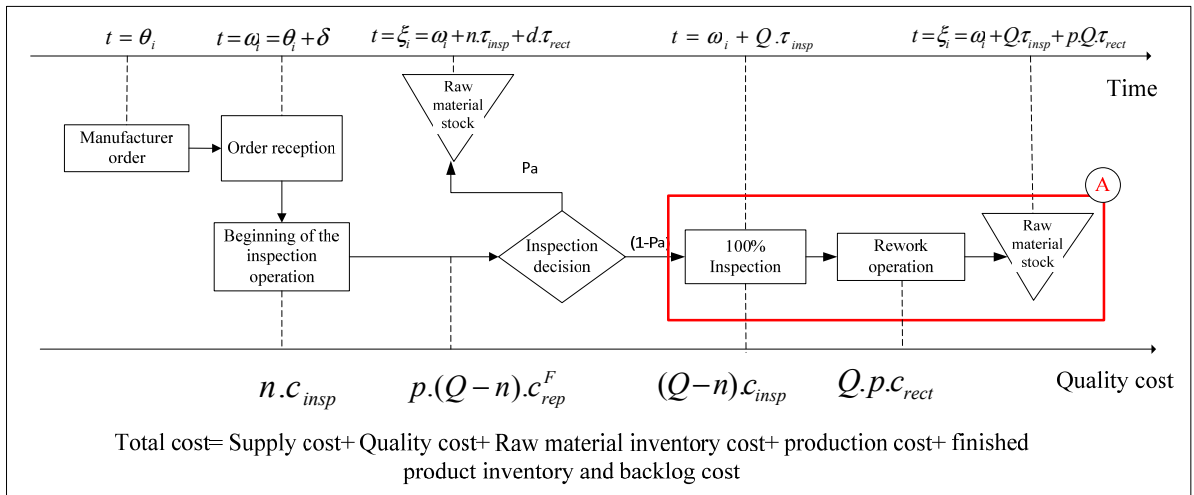 t = θ_i
t = ω_i = θ_i + δ
t = ξ_i = ω_i + n.τ_insp + d.τ_rect
t = ω_i + Q.τ_insp
t = ξ_i = ω_i + Q.τ_insp + p.Q.τ_rect
Time
Raw
material
stock
Manufacturer
order
Order reception
Pa
A
Beginning of the
inspection
operation
Inspection
decision
(1-Pa)
100%
Inspection
Rework
operation
Raw
material
stock
n.c_insp
p.(Q−n).c^F_rep
(Q−n).c_insp
Q.p.c_rect
Quality cost
Total cost= Supply cost+ Quality cost+ Raw material inventory cost+ production cost+ finished
product inventory and backlog cost